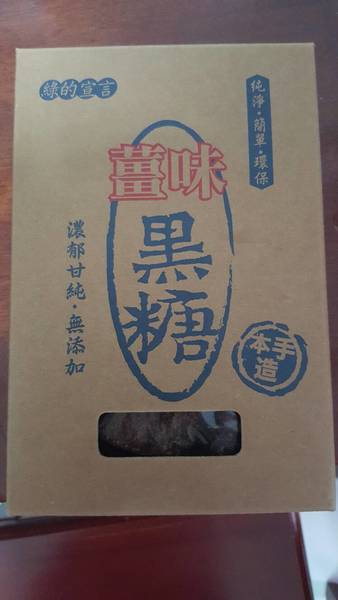 綠的宣言
純淨·簡單·環保
薑味
黑糖
濃郁甘純·無添加
手造本